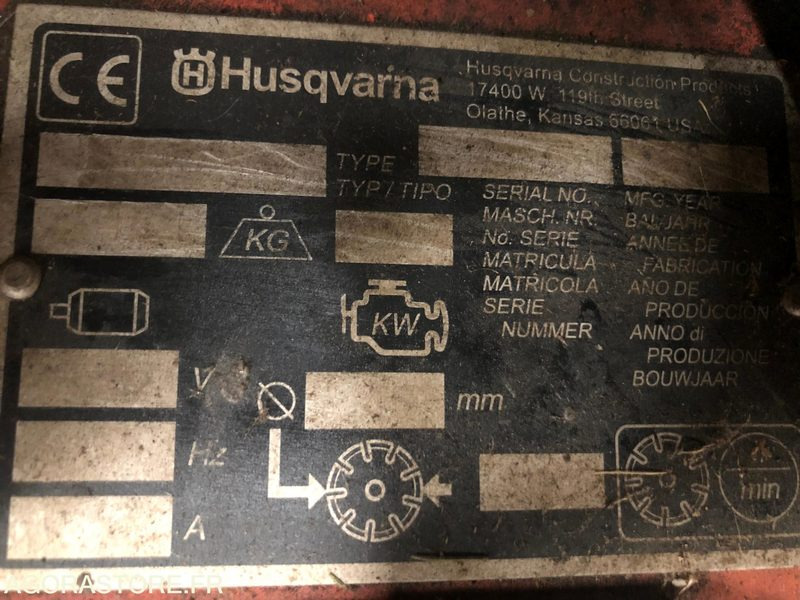 CE
Husqvarna
Husqvarna Construction Products
17400 W. 119th Street
Olathe, Kansas 66061 USA
TYPE
TYP / TIPO
SERIAL NO.
MASCH. NR.
No. SERIE
MATRICULA
MATRICOLA
SERIE
NUMMER
MFG YEAR
BAUJAHR
ANNEE DE
FABRICATION
AÑO DE
PRODUCCIÓN
ANNO di
PRODUZIONE
BOUWJAAR
KG
KW
V
mm
Hz
A
min
AGORASTORE.FR